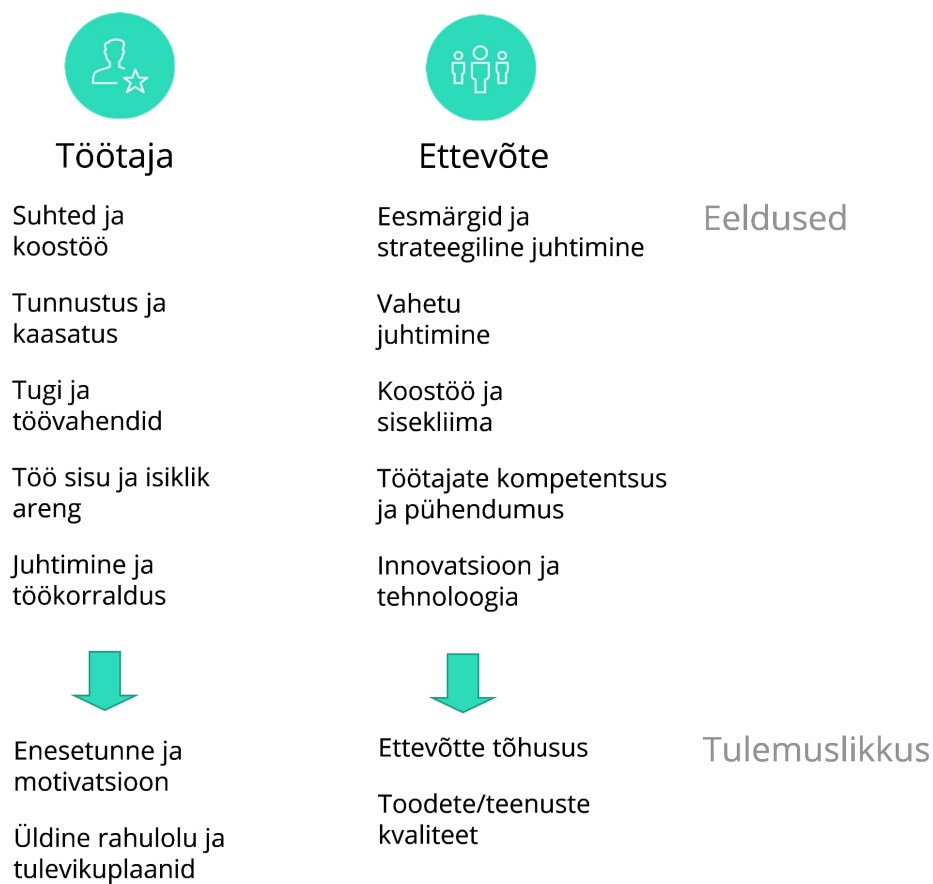 Töötaja
Suhted ja
koostöö
Tunnustus ja
kaasatus
Tugi ja
töövahendid
Töö sisu ja isiklik
areng
Juhtimine ja
töökorraldus
Enesetunne ja
motivatsioon
Üldine rahulolu ja
tulevikuplaanid
Ettevõte
Eesmärgid ja
strateegiline juhtimine
Vahetu
juhtimine
Koostöö ja
sisekliima
Töötajate kompetentsus
ja pühendumus
Innovatsioon ja
tehnoloogia
Ettevõtte tõhusus
Toodete/teenuste
kvaliteet
Eeldused
Tulemuslikkus